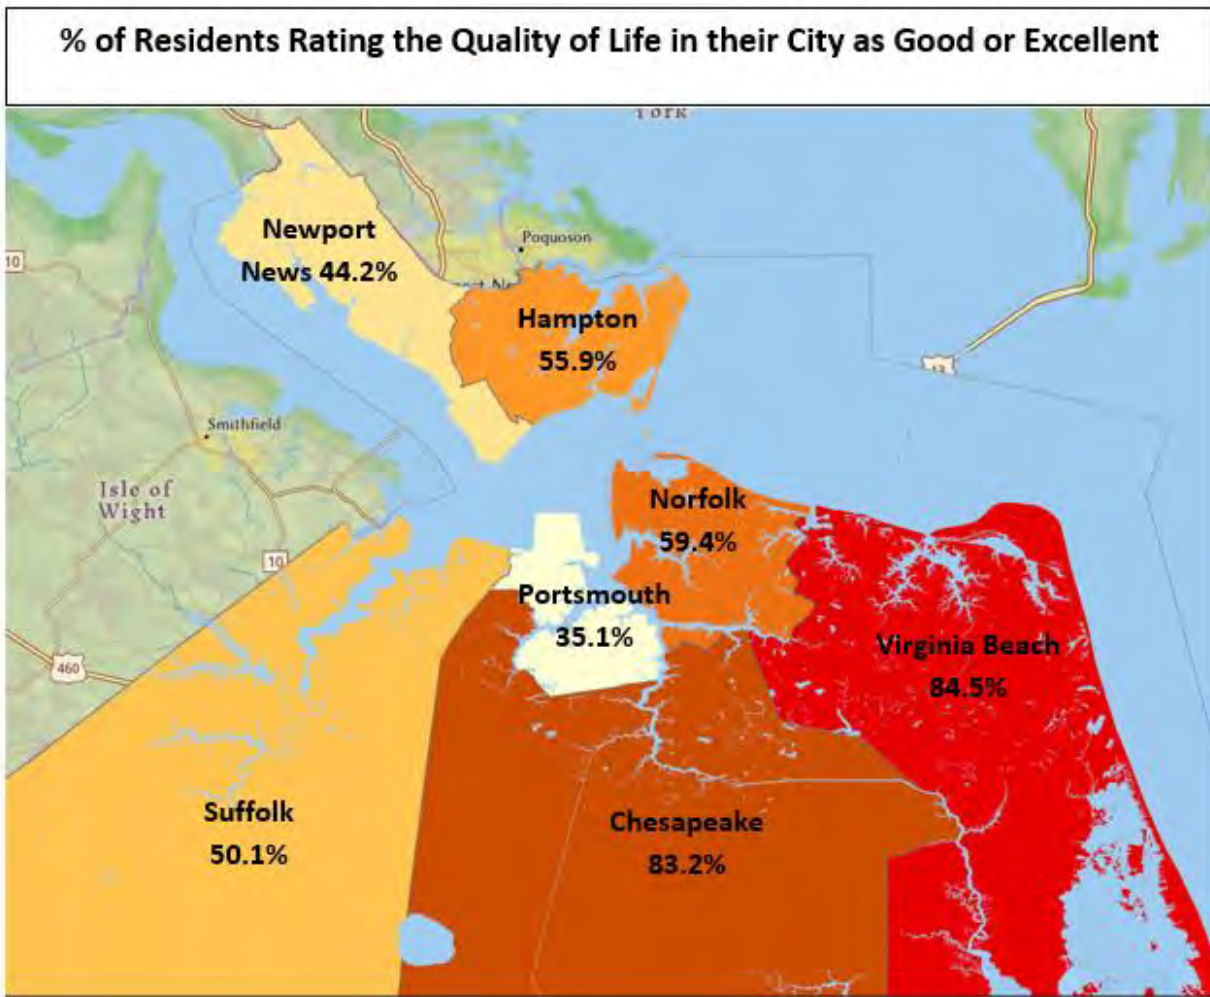 % of Residents Rating the Quality of Life in their City as Good or Excellent
York
Newport
News 44.2%
Poquoson
10
Hampton
55.9%
13
Smithfield
Isle of
Wight
Norfolk
59.4%
10
Portsmouth
35.1%
Virginia Beach
84.5%
460
Suffolk
50.1%
Chesapeake
83.2%